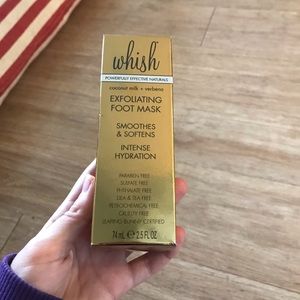 whish
POWERFULLY EFFECTIVE NATURALS
coconut milk + verbena
EXFOLIATING
FOOT MASK
SMOOTHES
& SOFTENS
INTENSE
HYDRATION
PARABEN FREE
SULFATE FREE
PHTHALATE FREE
DEA & TEA FREE
PETROCHEMICAL FREE
CRUELTY FREE
LEAPING BUNNY CERTIFIED
74 mL ℮ 2.5 FL OZ